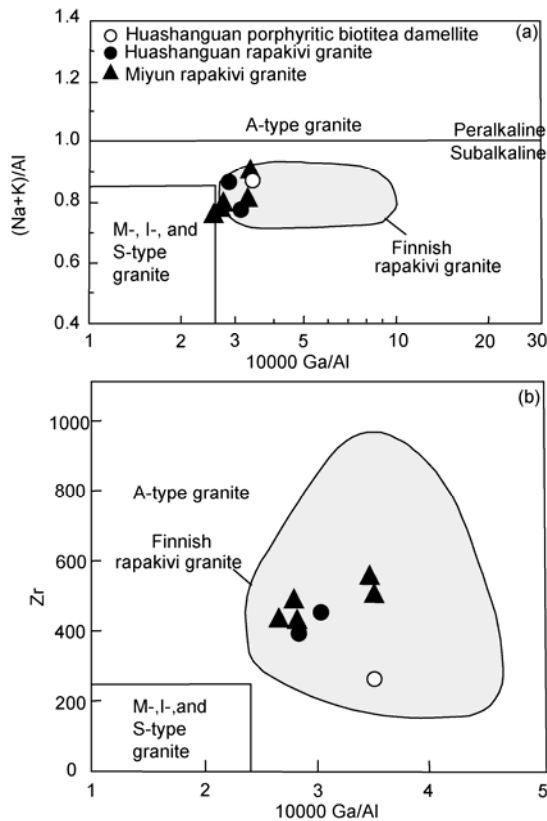 (a)
Huashanguan porphyritic biotitea damellite
Huashanguan rapakivi granite
Miyun rapakivi granite
A-type granite
Peralkaline
Subalkaline
M-, I-, and
S-type
granite
Finnish
rapakivi granite
(Na+K)/Al
1.4
1.2
1.0
0.8
0.6
0.4
1
2
3
5
10
20
30
10000 Ga/Al
(b)
A-type granite
Finnish
rapakivi granite
M-,I-,and
S-type
granite
Zr
1000
800
600
400
200
0
1
2
3
4
5
10000 Ga/Al